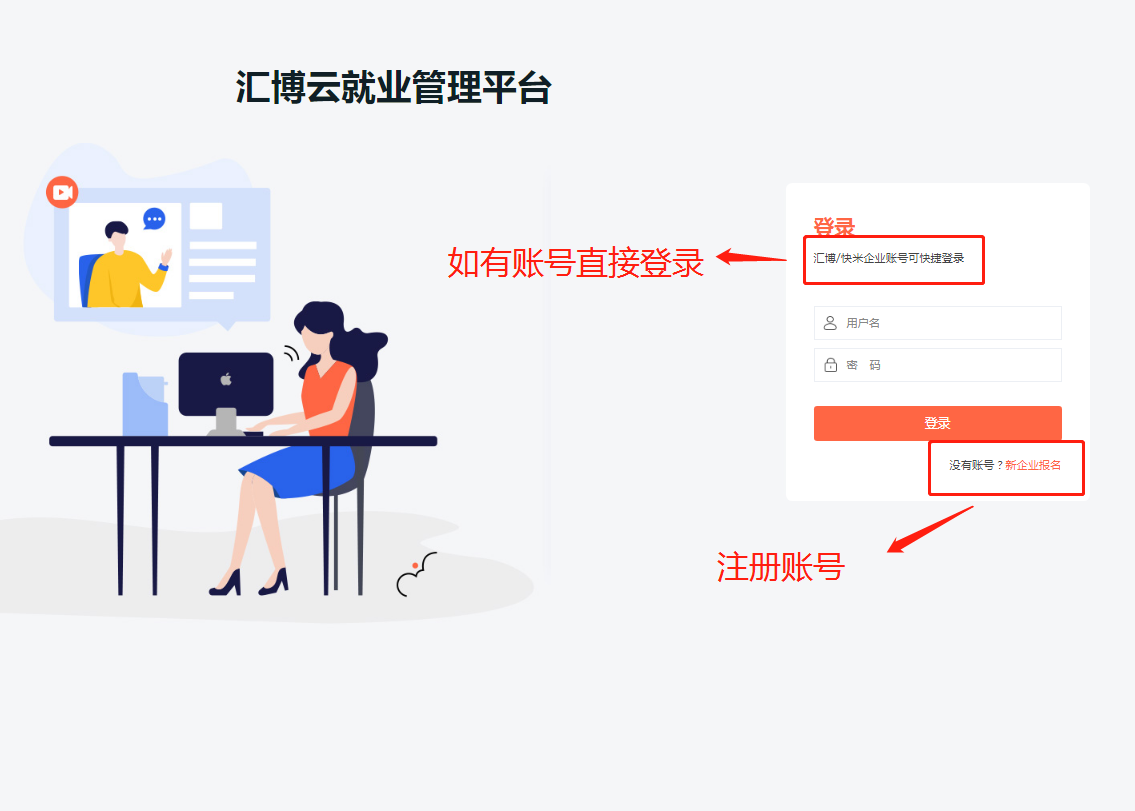 汇博云就业管理平台
登录
如有账号直接登录
汇博/快米企业账号可快捷登录
用户名
密 码
登录
没有账号？新企业报名
注册账号